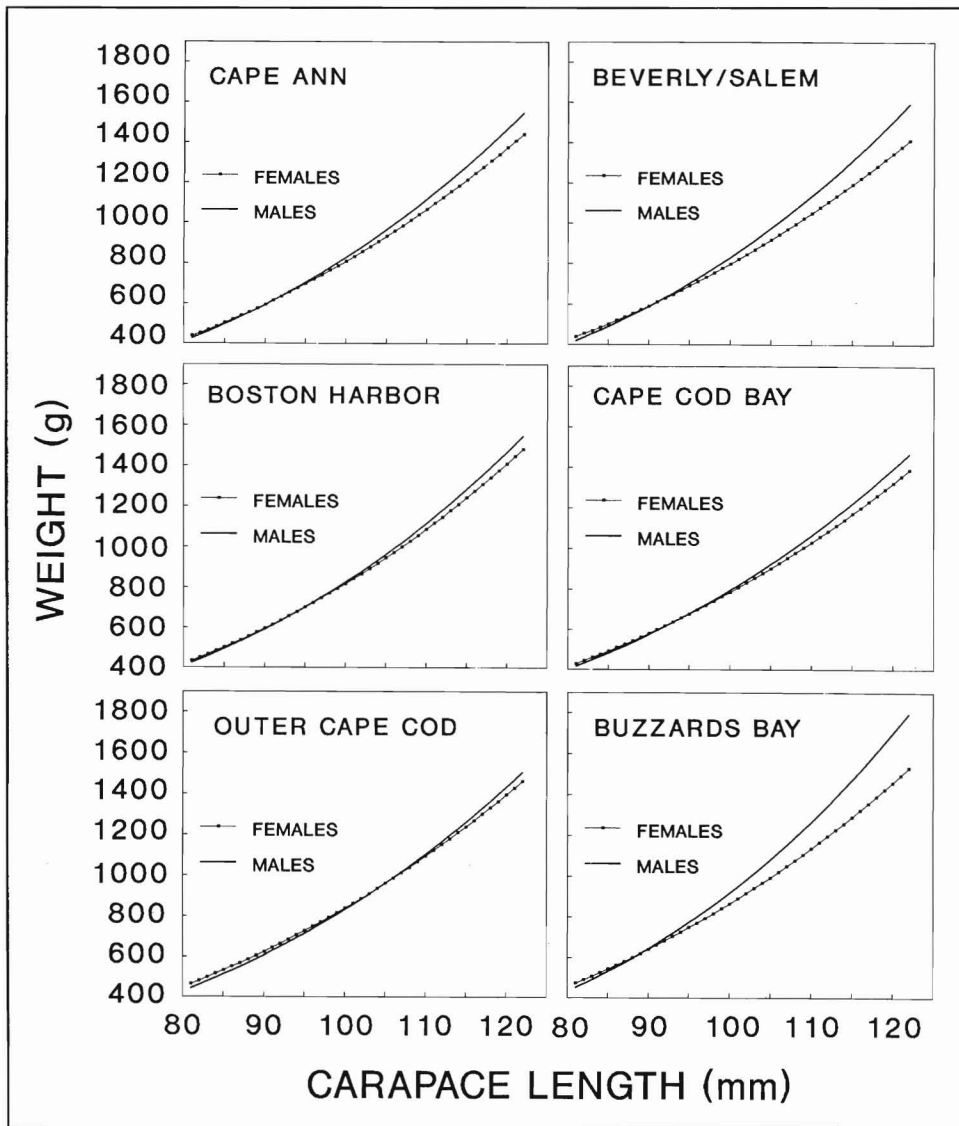 WEIGHT (g)
1800
1600
1400
1200
1000
800
600
400
CAPE ANN
FEMALES
MALES
BEVERLY/SALEM
FEMALES
MALES
1800
1600
1400
1200
1000
800
600
400
BOSTON HARBOR
FEMALES
MALES
CAPE COD BAY
FEMALES
MALES
1800
1600
1400
1200
1000
800
600
400
OUTER CAPE COD
FEMALES
MALES
BUZZARDS BAY
FEMALES
MALES
80 90 100 110 120
80 90 100 110 120
CARAPACE LENGTH (mm)